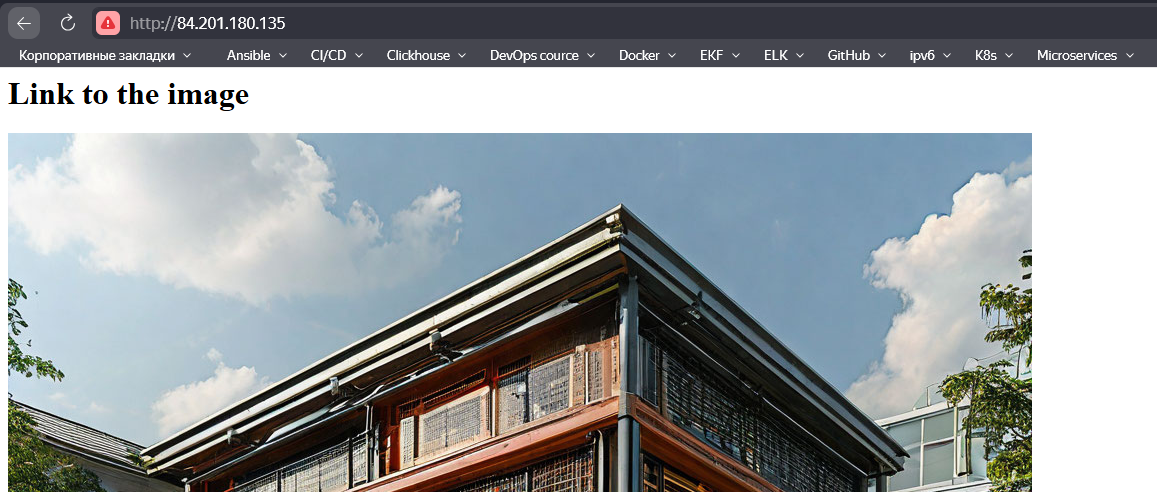 http://84.201.180.135
Корпоративные закладки Ansible CI/CD Clickhouse DevOps cource Docker EKF ELK GitHub ipv6 K8s Microservices
Link to the image